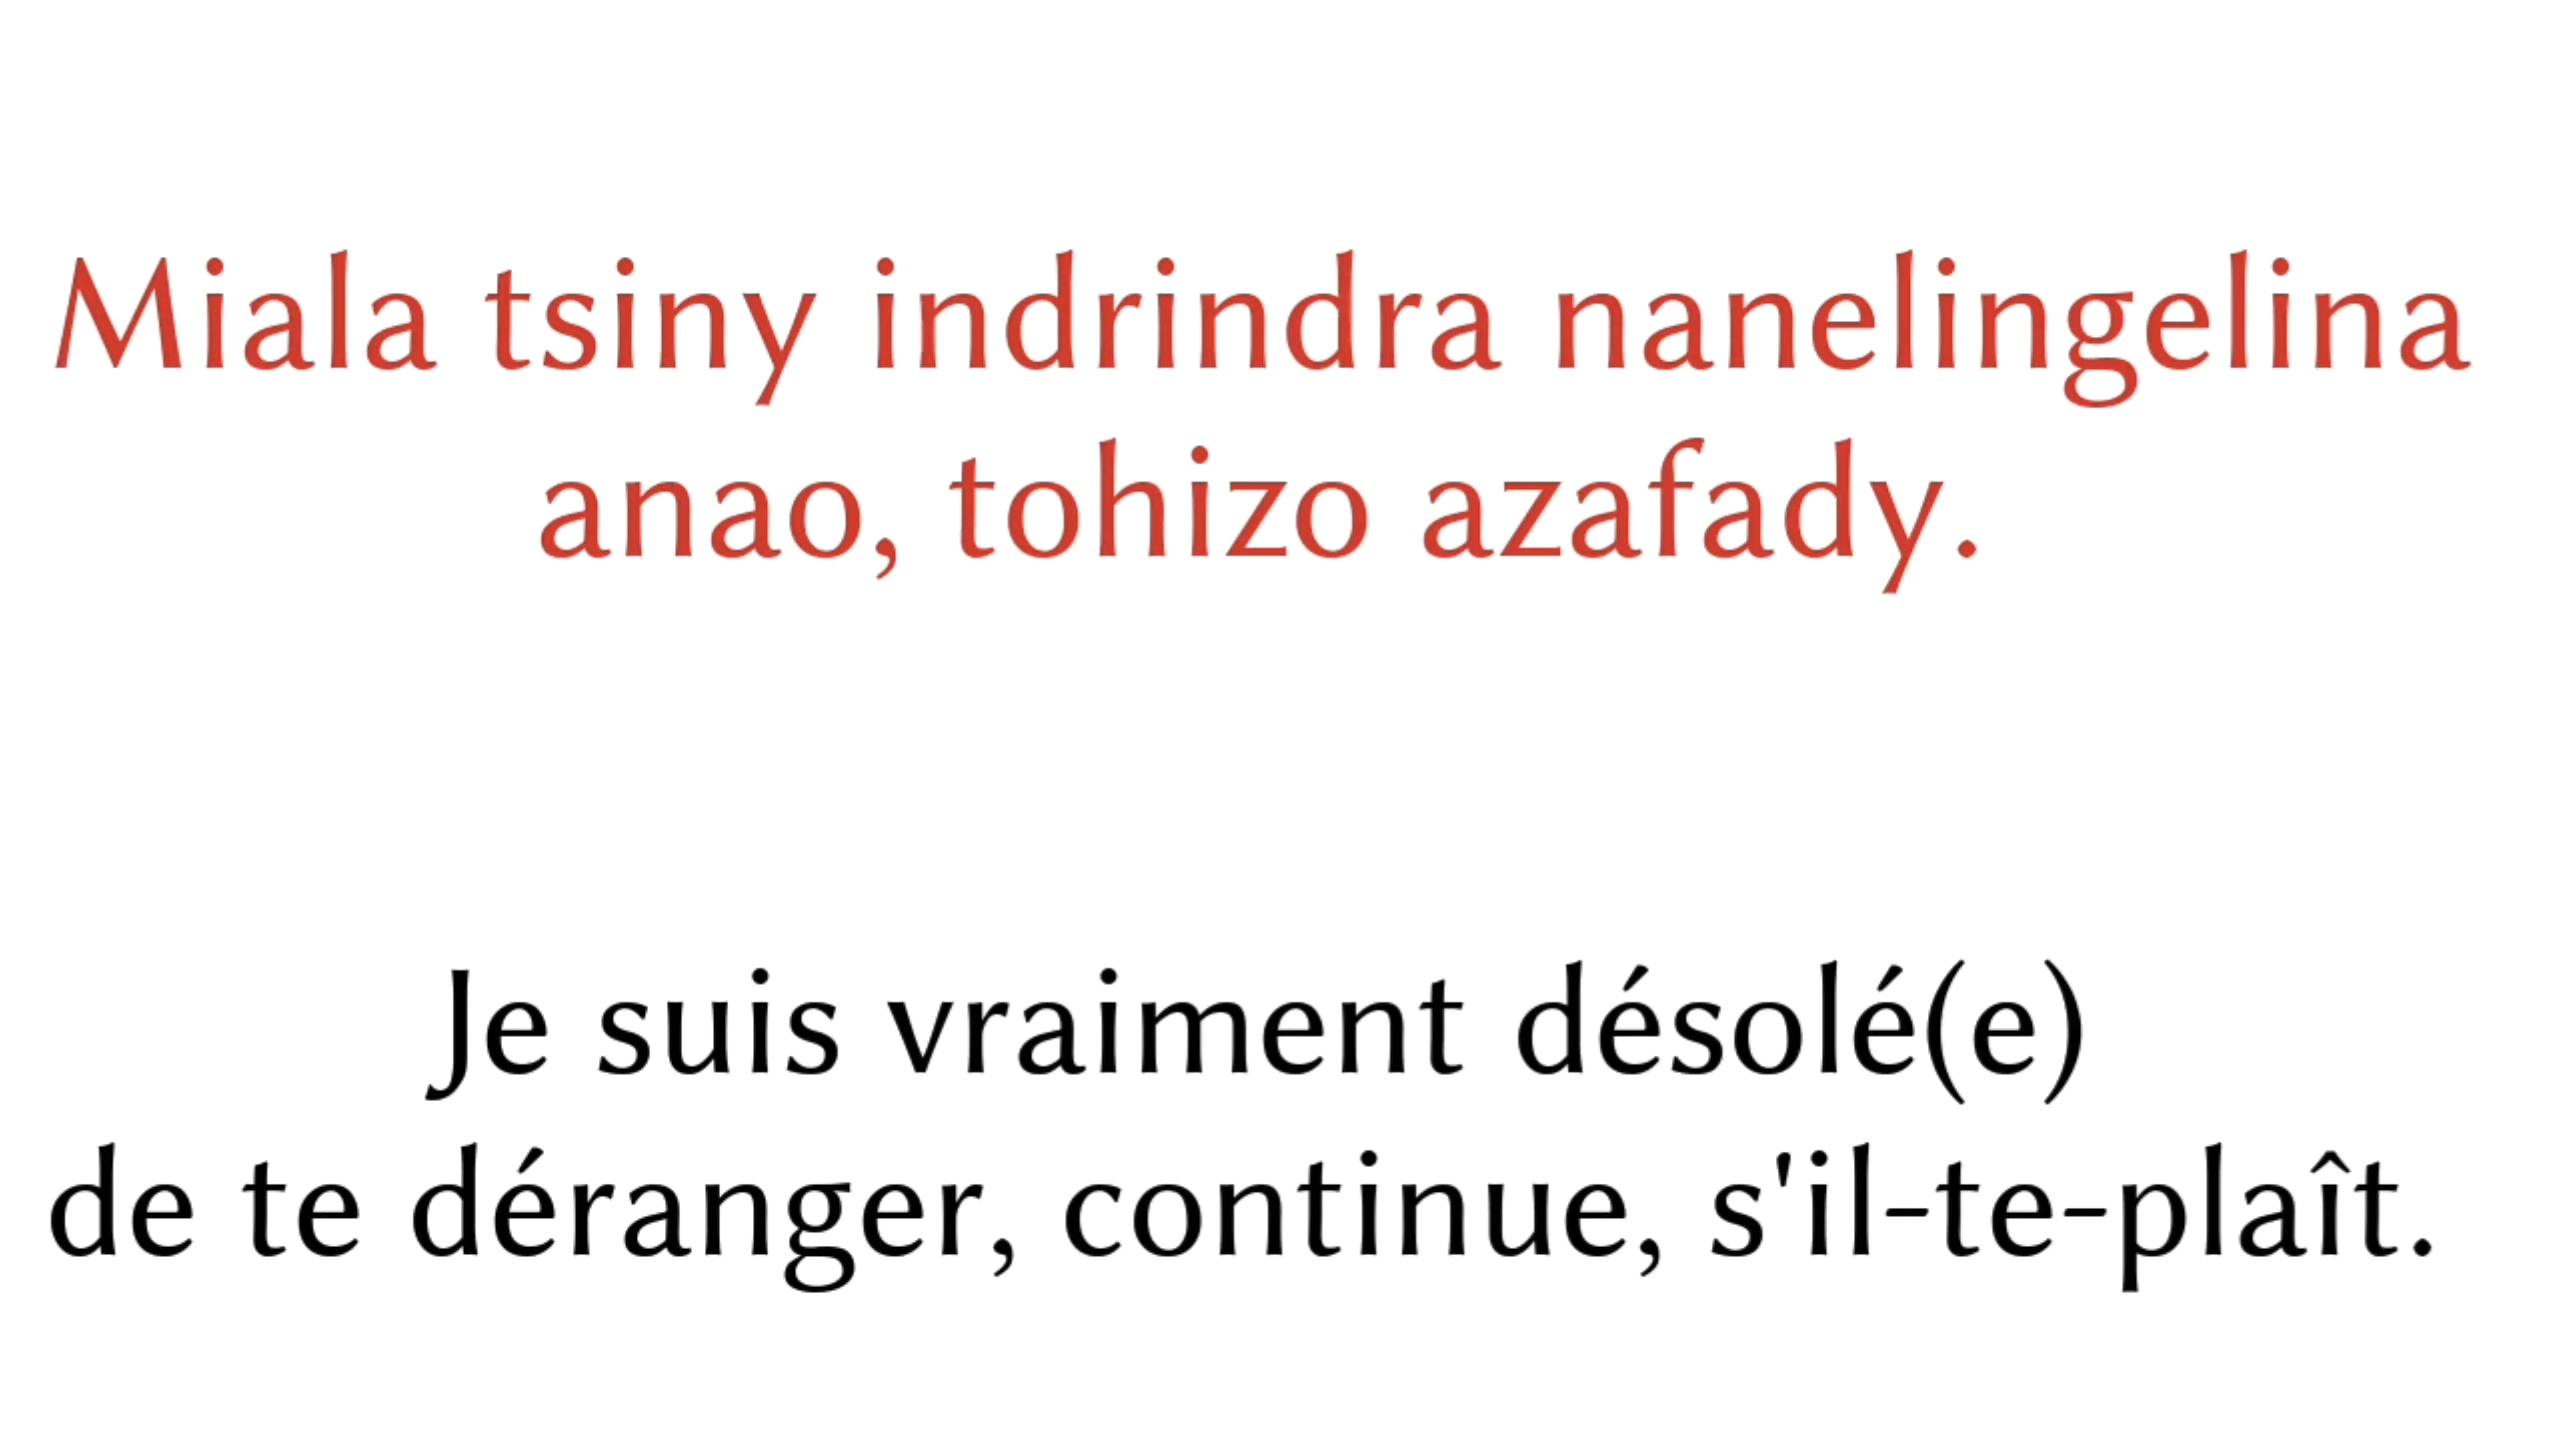 Miala tsiny indrindra nanelingelina
anao, tohizo azafady.
Je suis vraiment désolé(e)
de te déranger, continue, s'il-te-plaît.